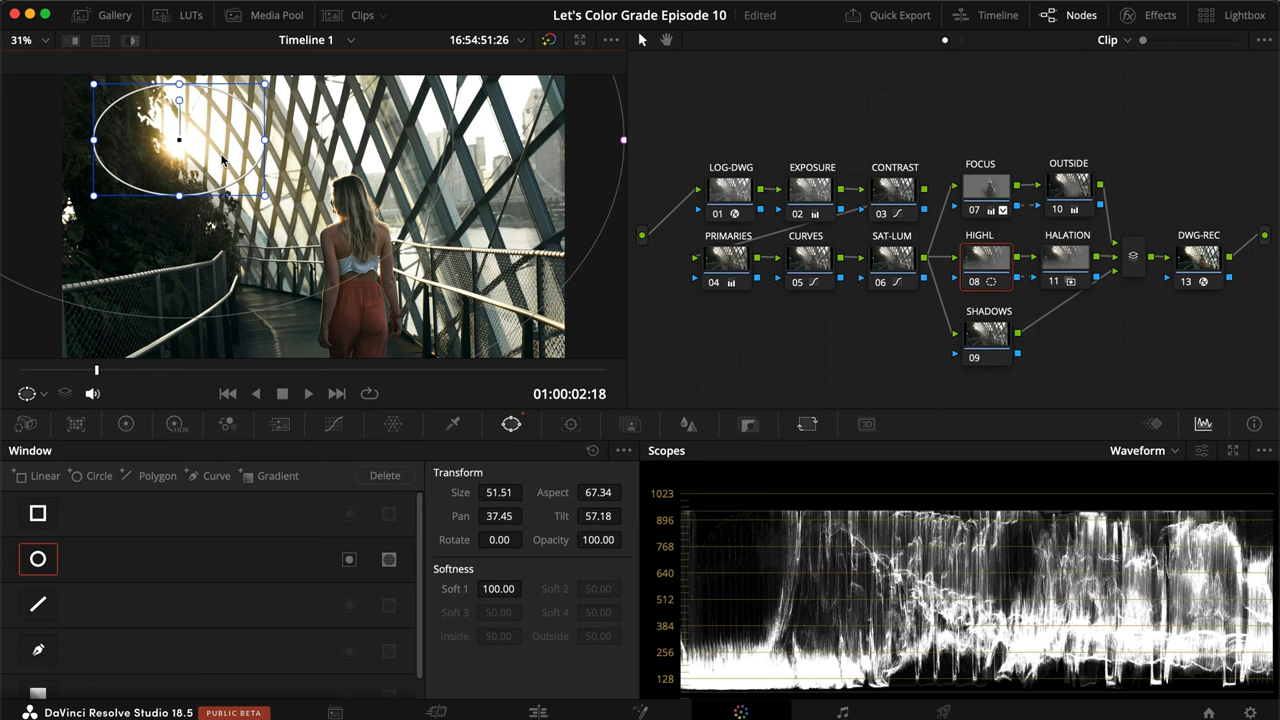 Gallery LUTs Media Pool Clips Let's Color Grade Episode 10 Edited Quick Export Timeline Nodes Effects Lightbox
31% Timeline 1 16:54:51:26 Clip
LOG-DWG EXPOSURE CONTRAST FOCUS OUTSIDE
01 02 03 07 10
PRIMARIES CURVES SAT-LUM HIGHL HALATION DWG-REC
04 05 06 08 11 13
SHADOWS
09
01:00:02:18
HDR 3D
Window Scopes Waveform
Linear Circle Polygon Curve Gradient Delete
Transform
Size 51.51 Aspect 67.34
Pan 37.45 Tilt 57.18
Rotate 0.00 Opacity 100.00
Softness
Soft 1 100.00 Soft 2 50.00
Soft 3 50.00 Soft 4 50.00
Inside 50.00 Outside 50.00
1023
896
768
640
512
384
256
128
DaVinci Resolve Studio 18.5 PUBLIC BETA